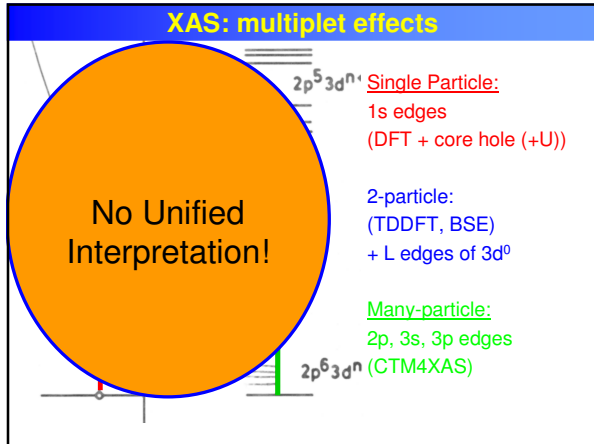 XAS: multiplet effects
2p⁵3dⁿ⁺
Single Particle:
1s edges
(DFT + core hole (+U))
No Unified
Interpretation!
2-particle:
(TDDFT, BSE)
+ L edges of 3d⁰
Many-particle:
2p, 3s, 3p edges
(CTM4XAS)
2p⁶3dⁿ